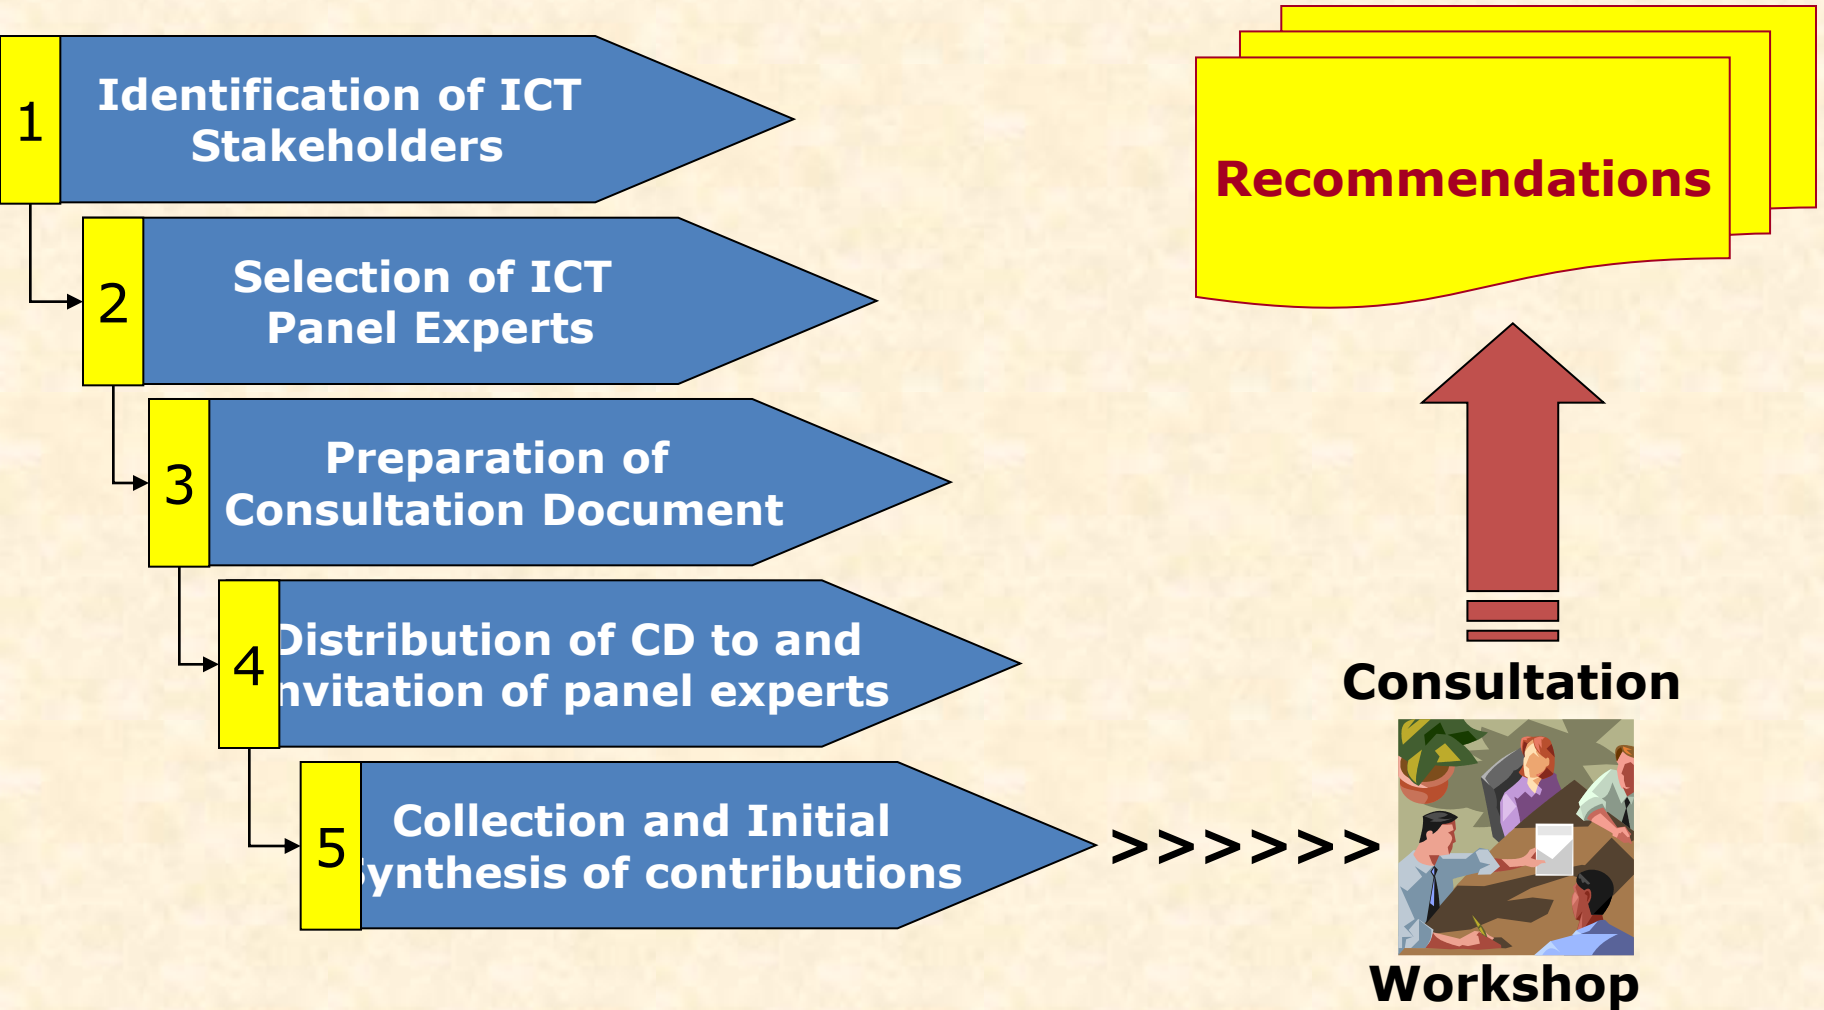 1
Identification of ICT
Stakeholders
2
Selection of ICT
Panel Experts
3
Preparation of
Consultation Document
4
Distribution of CD to and
nvitation of panel experts
5
Collection and Initial
ynthesis of contributions
>>>>>>
Recommendations
Consultation
Workshop